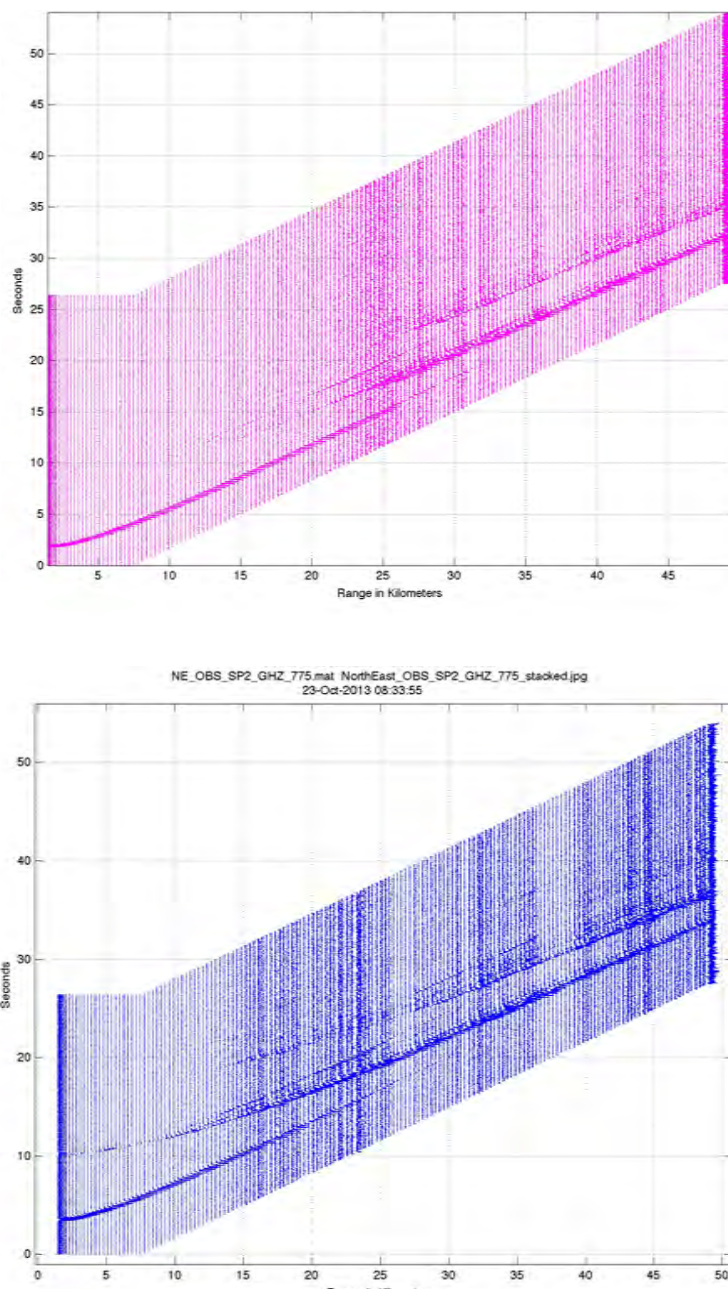 50
45
40
35
30
25
20
15
10
5
0
Seconds
5 10 15 20 25 30 35 40 45
Range in Kilometers
NE_OBS_SP2_GHZ_775.mat NorthEast_OBS_SP2_GHZ_775_stacked.jpg
23-Oct-2013 08:33:55
50
40
30
20
10
0
Seconds
0 5 10 15 20 25 30 35 40 45 50